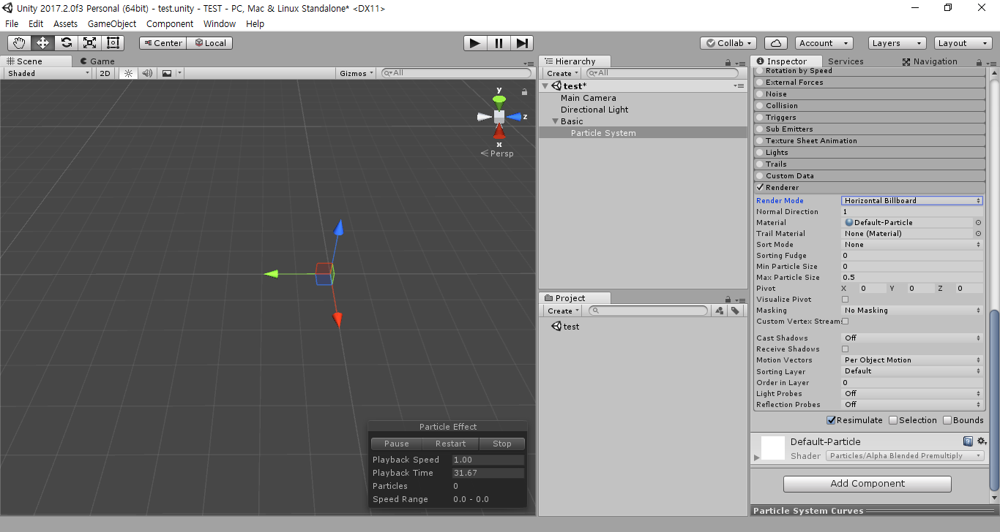 Unity 2017.2.0f3 Personal (64bit) - test.unity - TEST - PC, Mac & Linux Standalone* <DX11>
File Edit Assets GameObject Component Window Help
Center Local Collab Account Layers Layout
Scene Game
Shaded 2D Gizmos All
y
z
x
Persp
Particle Effect
Pause Restart Stop
Playback Speed 1.00
Playback Time 31.67
Particles 0
Speed Range 0.0 - 0.0
Hierarchy
Create All
test*
Main Camera
Directional Light
Basic
Particle System
Project
Create
test
Inspector Services Navigation
Rotation by Speed
External Forces
Noise
Collision
Triggers
Sub Emitters
Texture Sheet Animation
Lights
Trails
Custom Data
Renderer
Render Mode Horizontal Billboard
Normal Direction 1
Material Default-Particle
Trail Material None (Material)
Sort Mode None
Sorting Fudge 0
Min Particle Size 0
Max Particle Size 0.5
Pivot X 0 Y 0 Z 0
Visualize Pivot
Masking No Masking
Custom Vertex Stream
Cast Shadows Off
Receive Shadows
Motion Vectors Per Object Motion
Sorting Layer Default
Order in Layer 0
Light Probes Off
Reflection Probes Off
Resimulate Selection Bounds
Default-Particle
Shader Particles/Alpha Blended Premultiply
Add Component
Particle System Curves